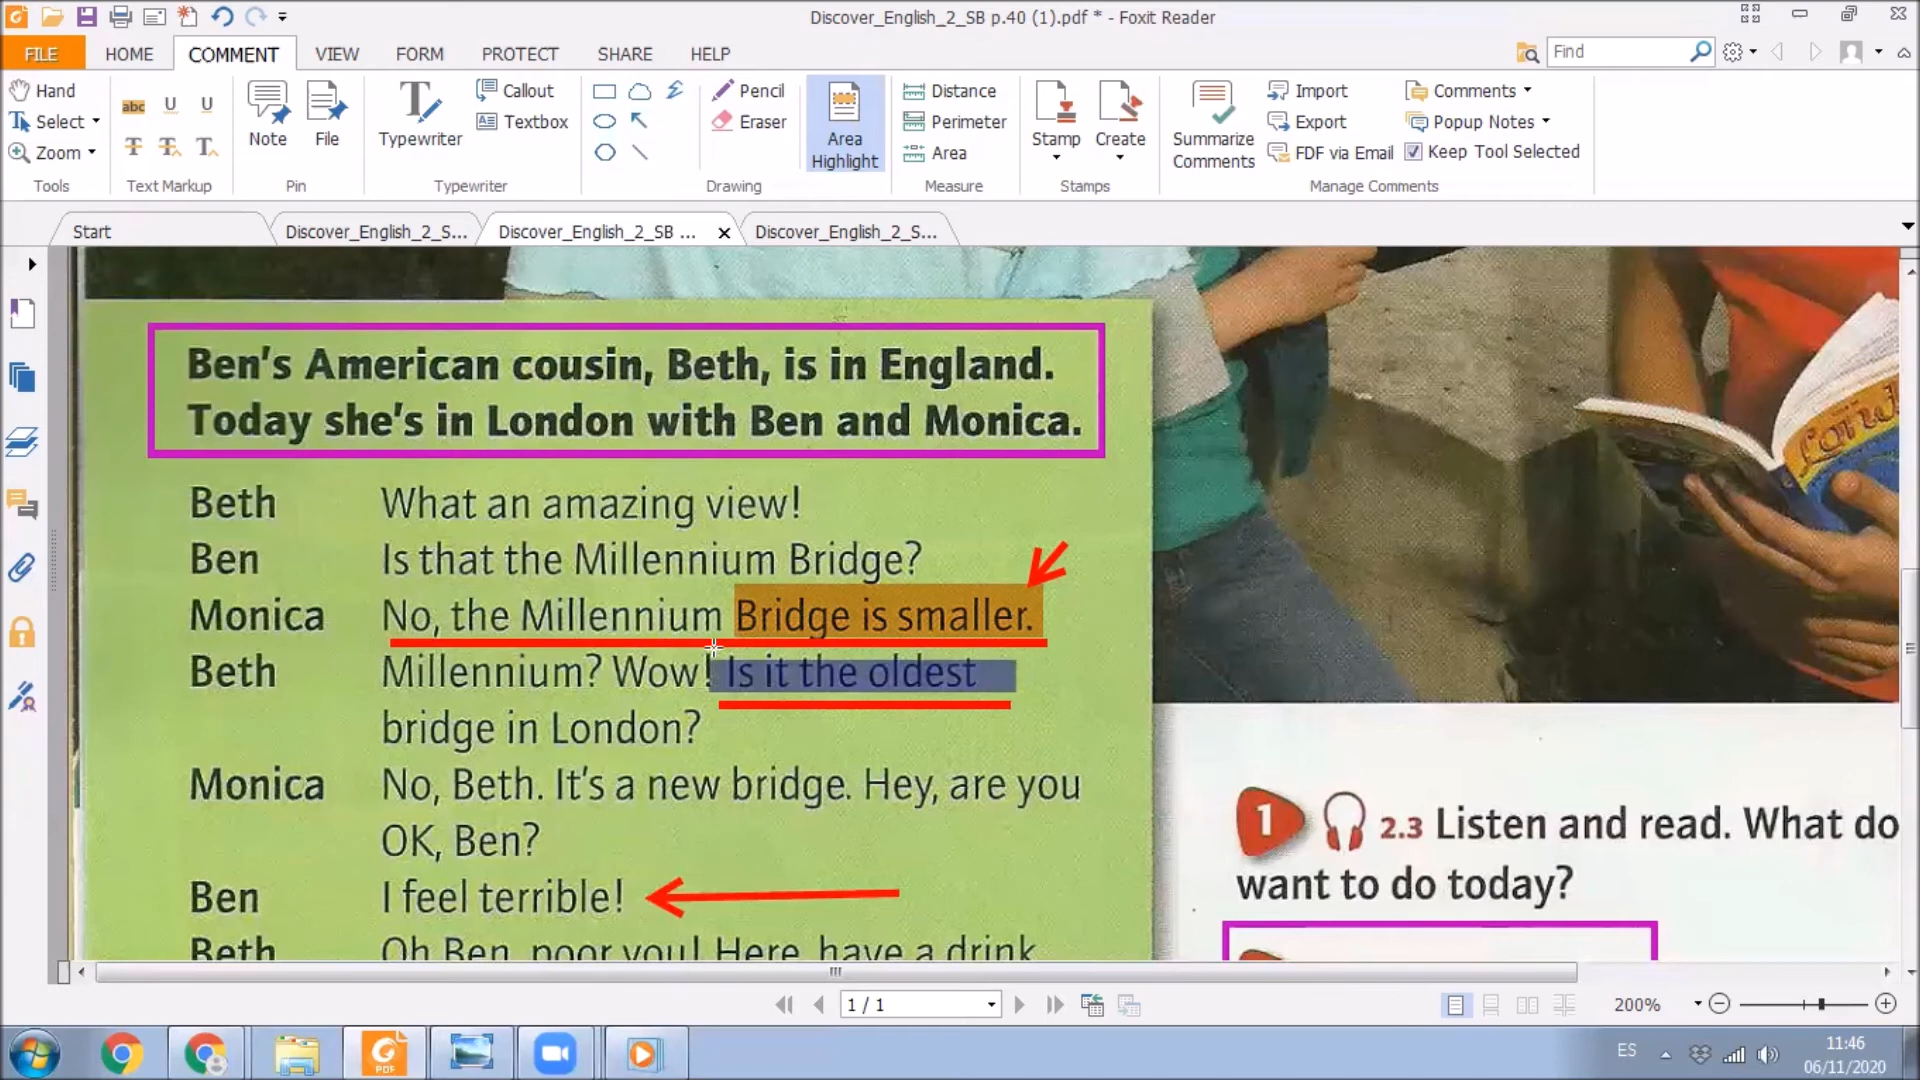 Discover_English_2_SB p.40 (1).pdf * - Foxit Reader
FILE HOME COMMENT VIEW FORM PROTECT SHARE HELP
Find
Hand
Select
Zoom
Tools
abc U U
T T T
Text Markup
Note
File
Pin
Typewriter
Callout
Textbox
Typewriter
Pencil
Eraser
Area
Highlight
Drawing
Distance
Perimeter
Area
Measure
Stamp
Create
Stamps
Summarize
Comments
Import
Export
FDF via Email
Comments
Popup Notes
Keep Tool Selected
Manage Comments
Start
Discover_English_2_S...
Discover_English_2_SB ...
Discover_English_2_S...
Ben's American cousin, Beth, is in England.
Today she's in London with Ben and Monica.
Beth What an amazing view!
Ben Is that the Millennium Bridge?
Monica No, the Millennium Bridge is smaller.
Beth Millennium? Wow! Is it the oldest
bridge in London?
Monica No, Beth. It's a new bridge. Hey, are you
OK, Ben?
Ben I feel terrible!
Beth Oh Ben, poor you! Here, have a drink
1 2.3 Listen and read. What do
want to do today?
1 / 1
200%
PDF
ES
11:46
06/11/2020